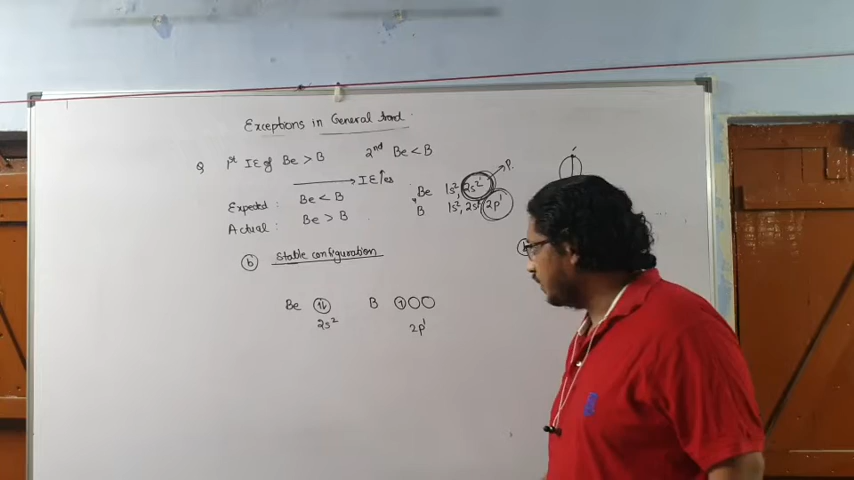 Exceptions in General trend.
Q 1st IE of Be > B 2nd Be < B
→ IE↑es
Expected : Be < B
Actual : Be > B
Be 1s², 2s² → P.
B 1s², 2s² 2p¹
(b) Stable configuration
Be ⥮ B ↿
2s² 2p¹